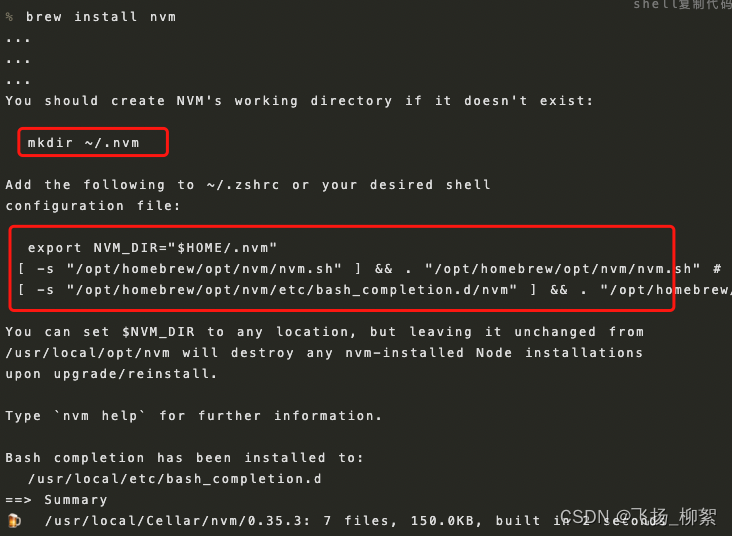 shell复制代码
% brew install nvm
...
...
...
You should create NVM's working directory if it doesn't exist:
mkdir ~/.nvm
Add the following to ~/.zshrc or your desired shell
configuration file:
export NVM_DIR="$HOME/.nvm"
[ -s "/opt/homebrew/opt/nvm/nvm.sh" ] && . "/opt/homebrew/opt/nvm/nvm.sh" #
[ -s "/opt/homebrew/opt/nvm/etc/bash_completion.d/nvm" ] && . "/opt/homebrew/
You can set $NVM_DIR to any location, but leaving it unchanged from
/usr/local/opt/nvm will destroy any nvm-installed Node installations
upon upgrade/reinstall.
Type `nvm help` for further information.
Bash completion has been installed to:
/usr/local/etc/bash_completion.d
==> Summary
🍺 /usr/local/Cellar/nvm/0.35.3: 7 files, 150.0KB, built in 2 seconds
CSDN @飞扬_柳絮